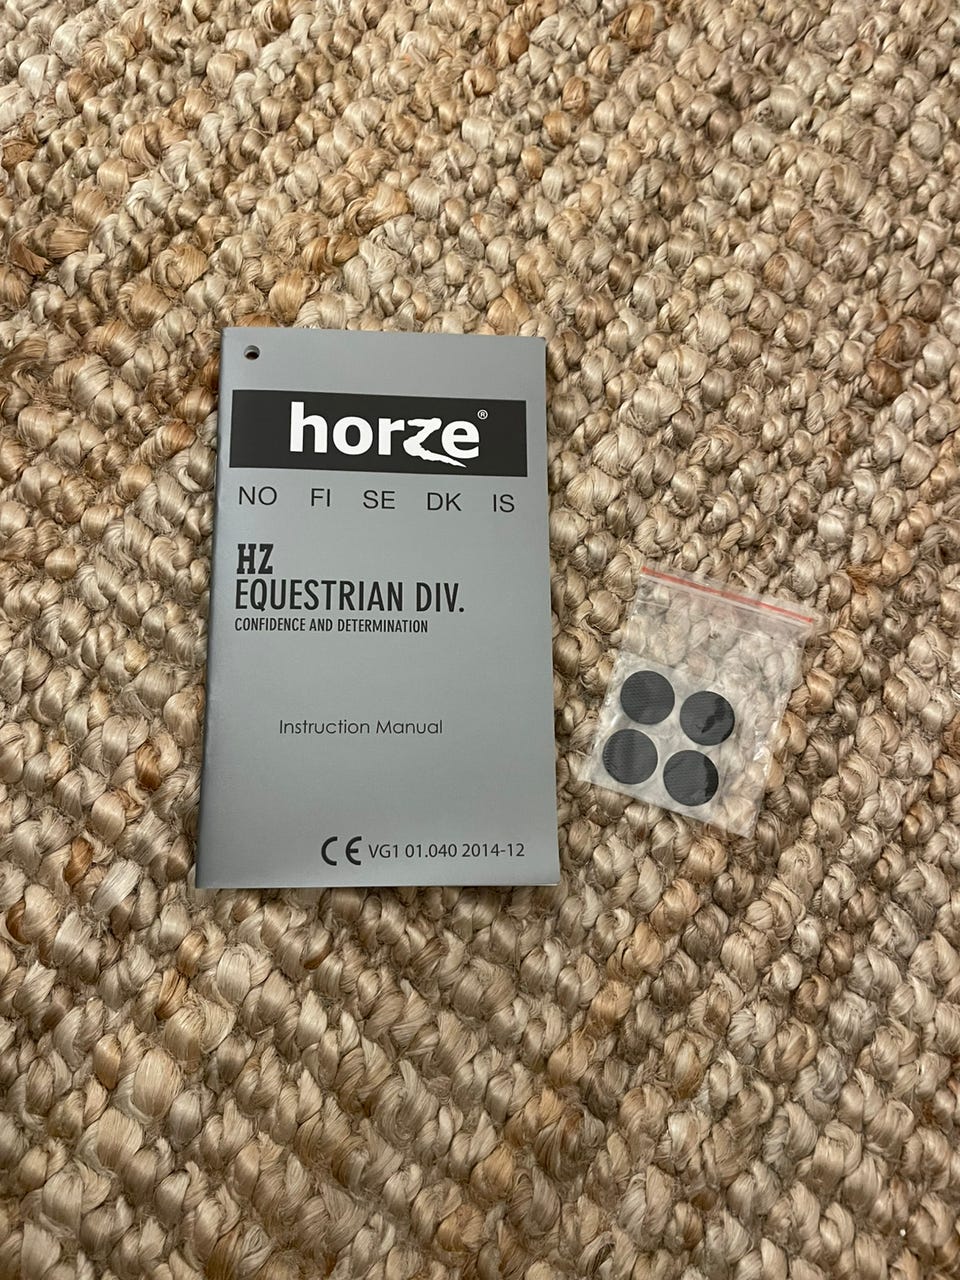 horze®
NO FI SE DK IS
HZ
EQUESTRIAN DIV.
CONFIDENCE AND DETERMINATION
Instruction Manual
CE VG1 01.040 2014-12